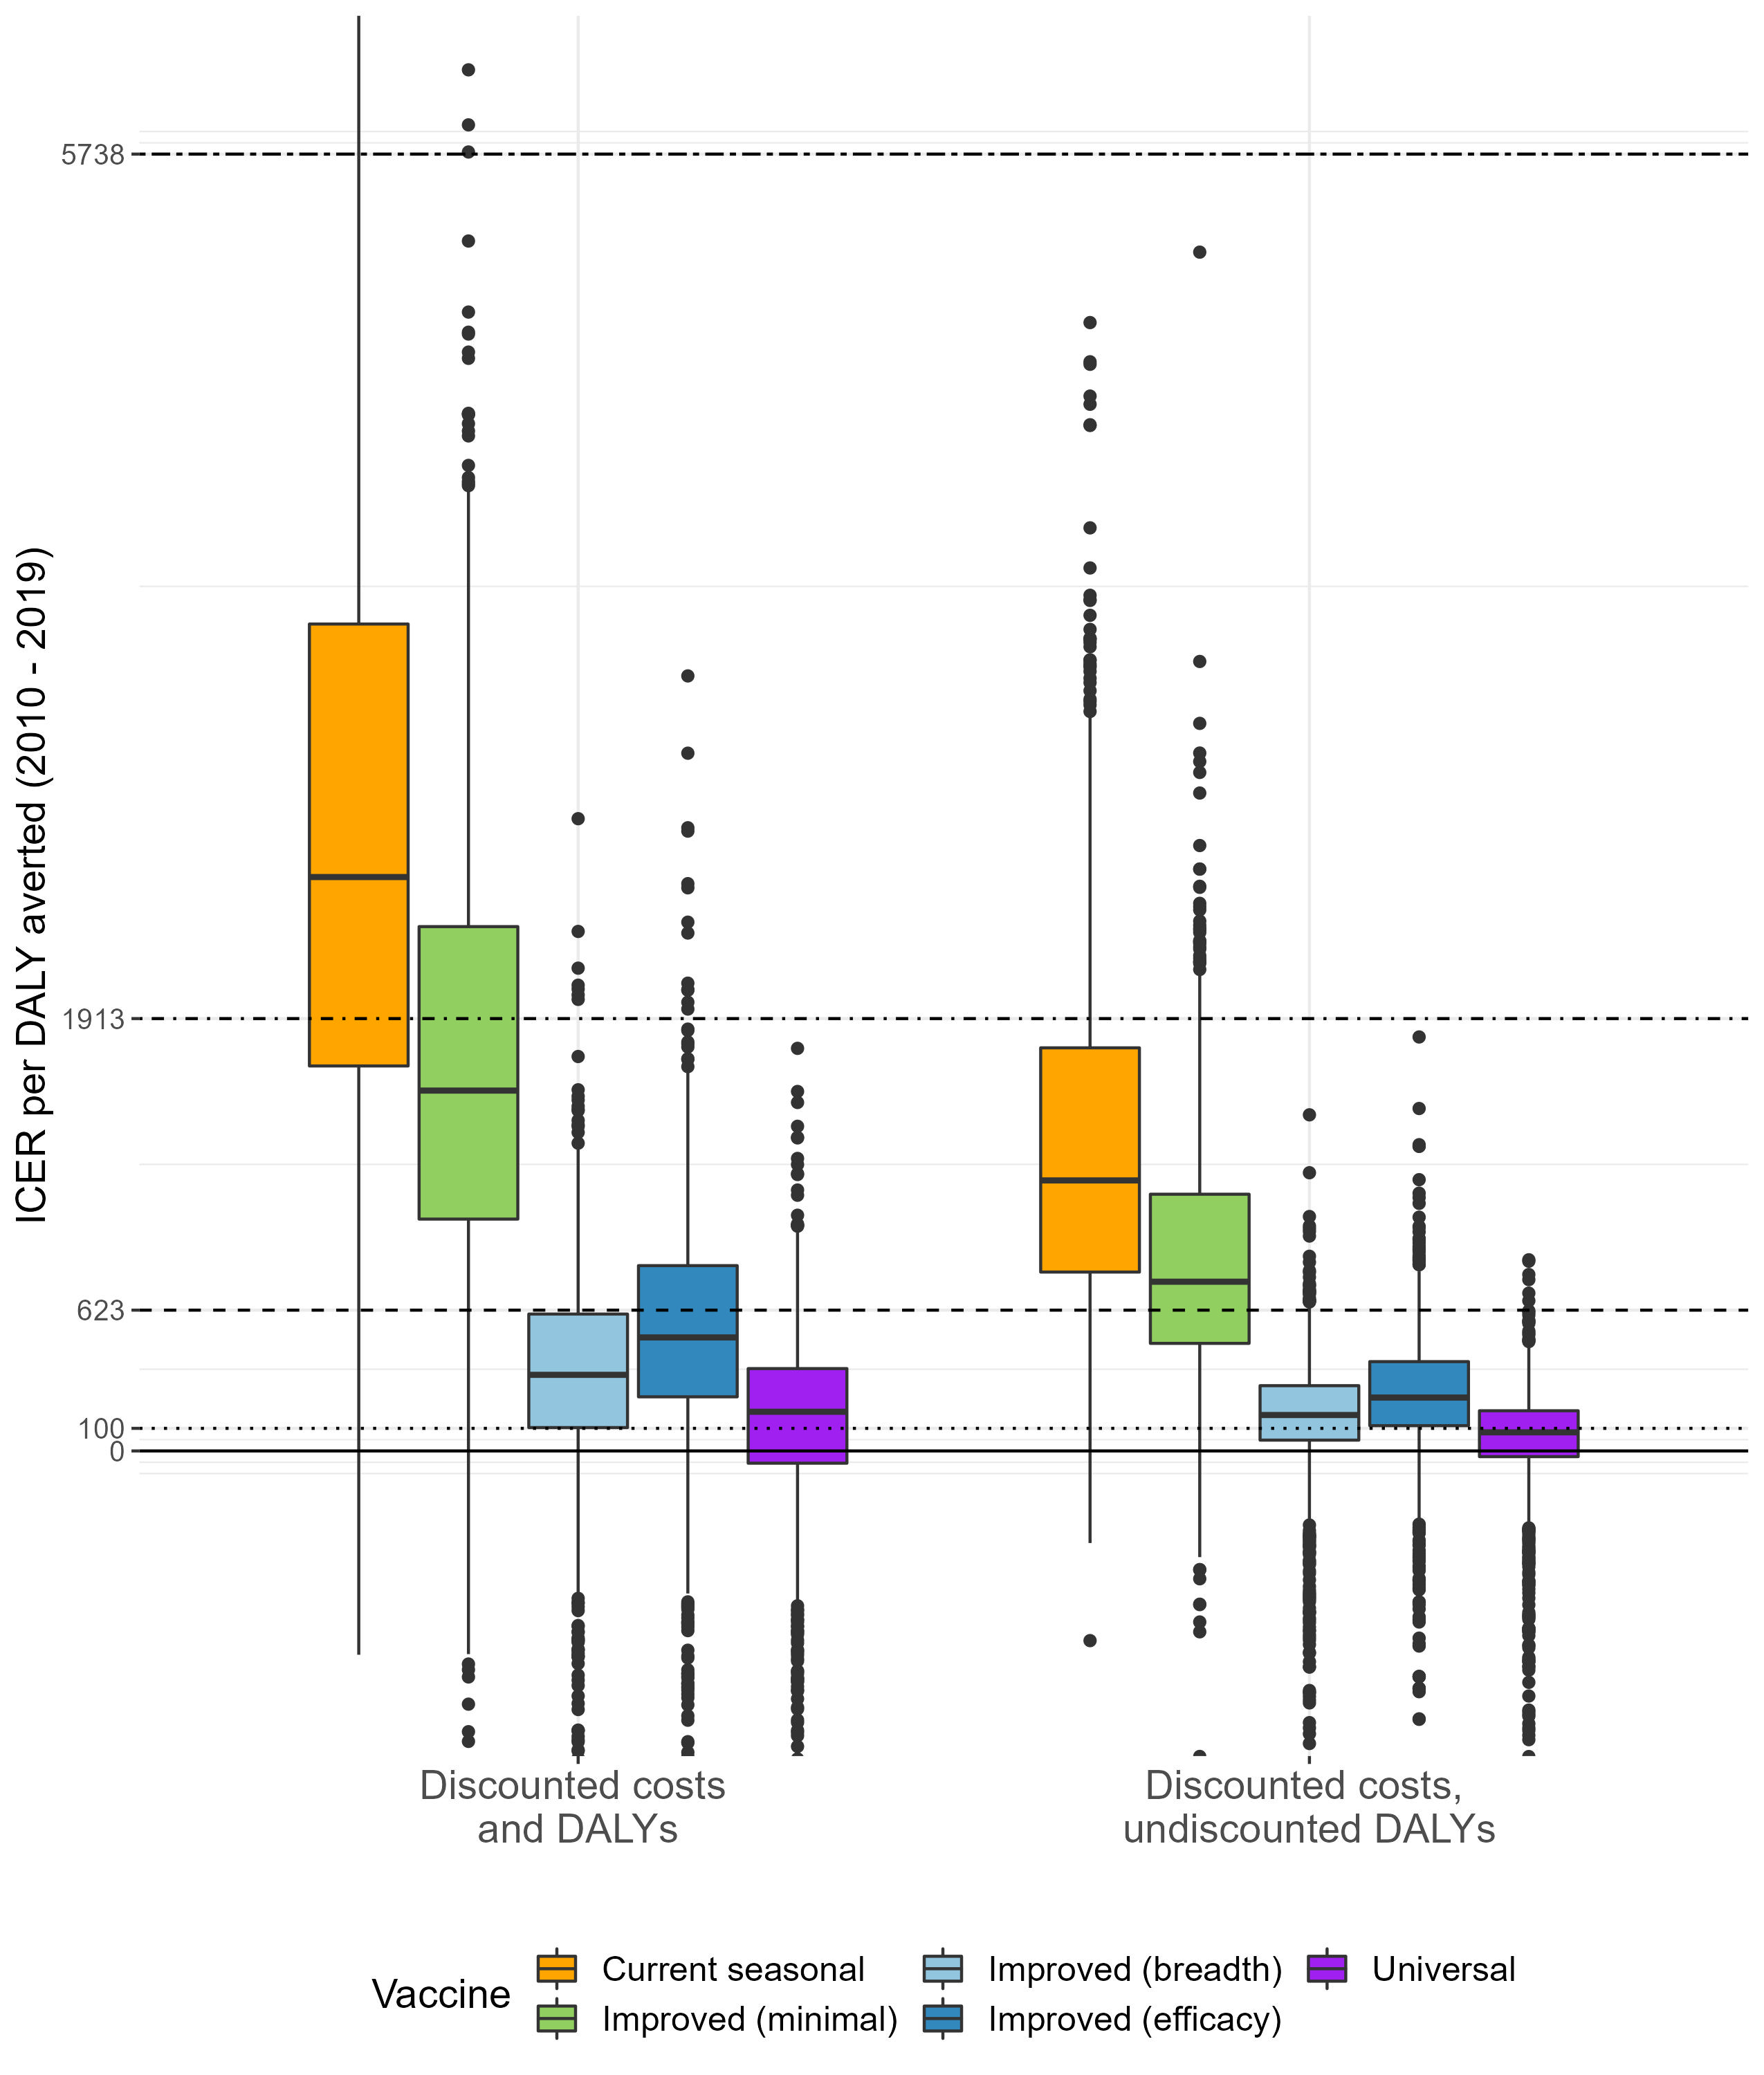 ICER per DALY averted (2010 - 2019)
5738
1913
623
100
0
Discounted costs
and DALYs
Discounted costs,
undiscounted DALYs
Vaccine
Current seasonal
Improved (minimal)
Improved (breadth)
Improved (efficacy)
Universal